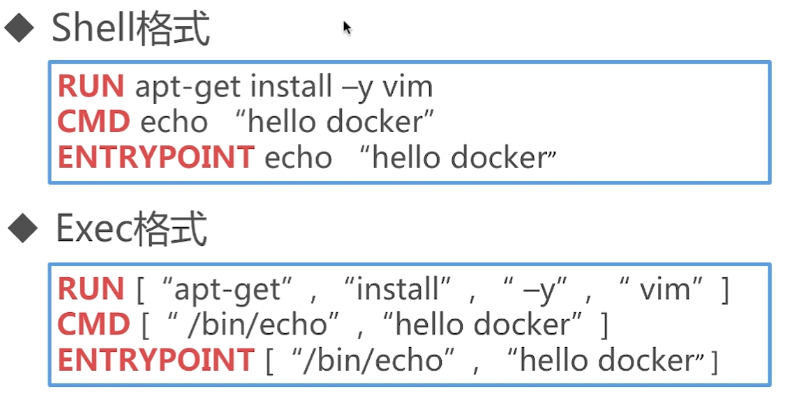 ◆ Shell格式
RUN apt-get install –y vim
CMD echo “hello docker”
ENTRYPOINT echo “hello docker”
◆ Exec格式
RUN [“apt-get”, “install”, “ –y”, “ vim” ]
CMD [“ /bin/echo”,“hello docker” ]
ENTRYPOINT [“/bin/echo”, “hello docker” ]